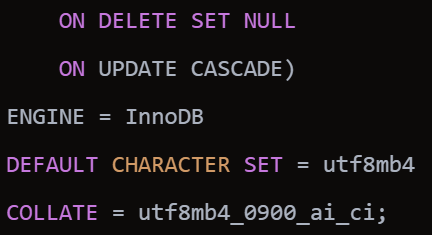 ON DELETE SET NULL
ON UPDATE CASCADE)
ENGINE = InnoDB
DEFAULT CHARACTER SET = utf8mb4
COLLATE = utf8mb4_0900_ai_ci;